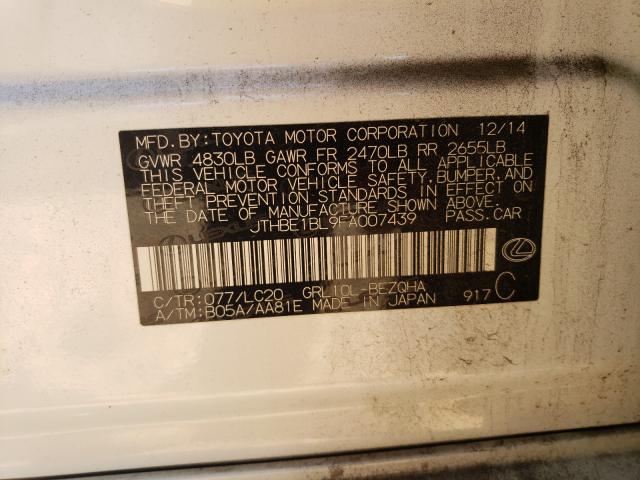 MFD.BY:TOYOTA MOTOR CORPORATION 12/14
GVWR 4830LB GAWR FR 2470LB RR 2655LB
THIS VEHICLE CONFORMS TO ALL APPLICABLE
FEDERAL MOTOR VEHICLE SAFETY,BUMPER,AND
THEFT PREVENTION STANDARDS IN EFFECT ON
THE DATE OF MANUFACTURE SHOWN ABOVE.
JTHBE1BL9FA007439 PASS.CAR
C/TR:077/LC20 GRL10L-BEZQHA
A/TM:B05A/AA81E MADE IN JAPAN 917 C